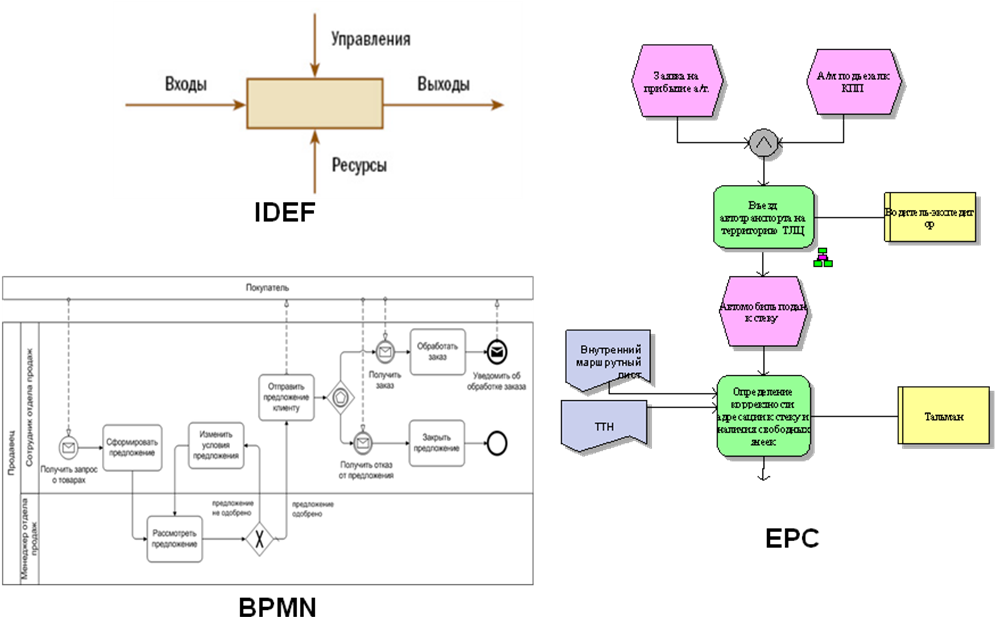 Управления
Входы
Выходы
Ресурсы
IDEF
Покупатель
Продавец
Сотрудник отдела продаж
Менеджер отдела
продаж
Получить запрос
о товарах
Сформировать
предложение
Изменить
условия
предложения
Рассмотреть
предложение
предложение
не одобрено
предложение
одобрено
X
Отправить
предложение
клиенту
Получить
заказ
Обработать
заказ
Уведомить об
обработке заказа
Получить отказ
от предложения
Закрыть
предложение
BPMN
Заявка на
прибытие а/т.
А/м подъехал к
КПП
Въезд
автотранспорта на
территорию ТЛЦ
Водитель-экспедит
ор
Автомобиль подан
к стеку
Внутренний
маршрутный
лист
ТТН
Определение
корректности
адресации к стеку и
наличия свободных
ячеек
Тальман
EPC